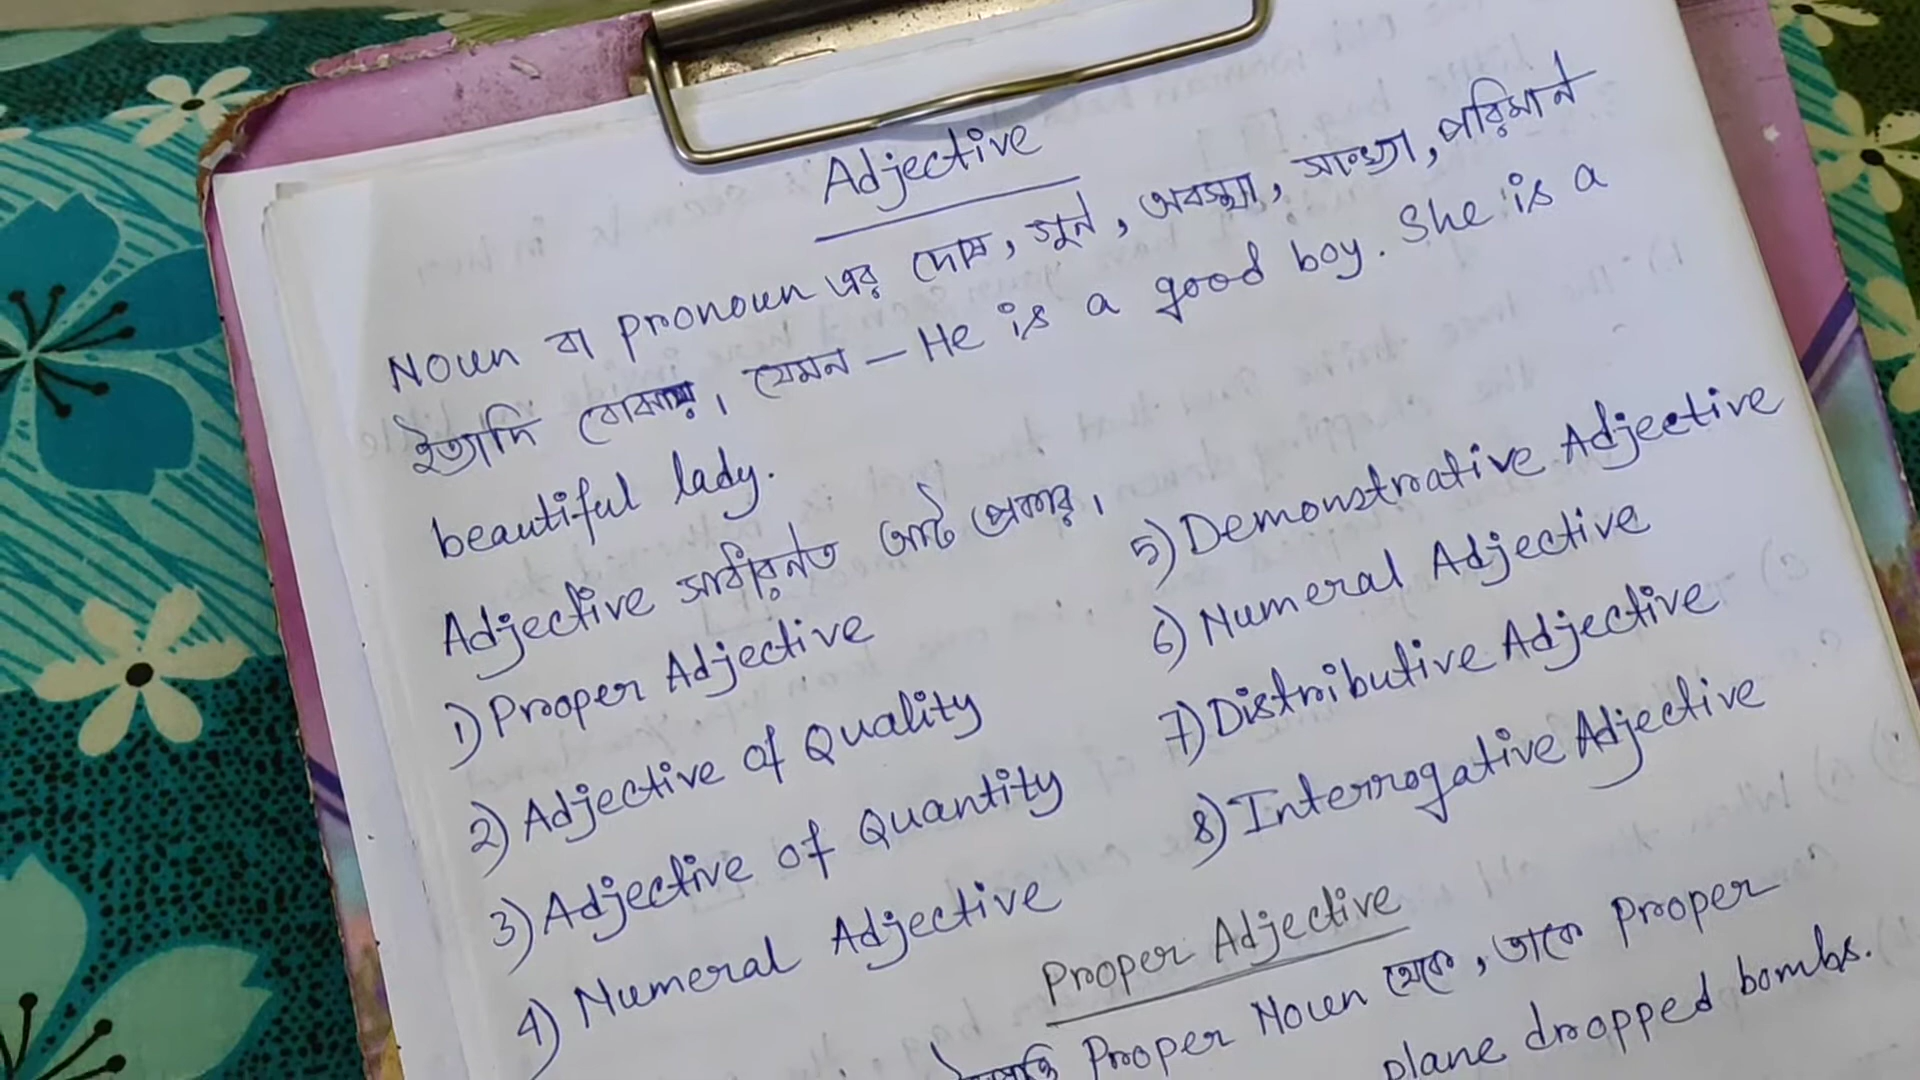 Adjective
Noun বা pronoun এর দোষ, গুন, অবস্থা, সংখ্যা, পরিমান
ইত্যাদি বোঝায়। যেমন – He is a good boy. She is a
beautiful lady.
Adjective সাধারনত আট প্রকার।
1) Proper Adjective
2) Adjective of Quality
3) Adjective of Quantity
4) Numeral Adjective
5) Demonstrative Adjective
6) Numeral Adjective
7) Distributive Adjective
8) Interrogative Adjective
Proper Adjective
Proper Noun থেকে, তাকে Proper
plane dropped bombs.